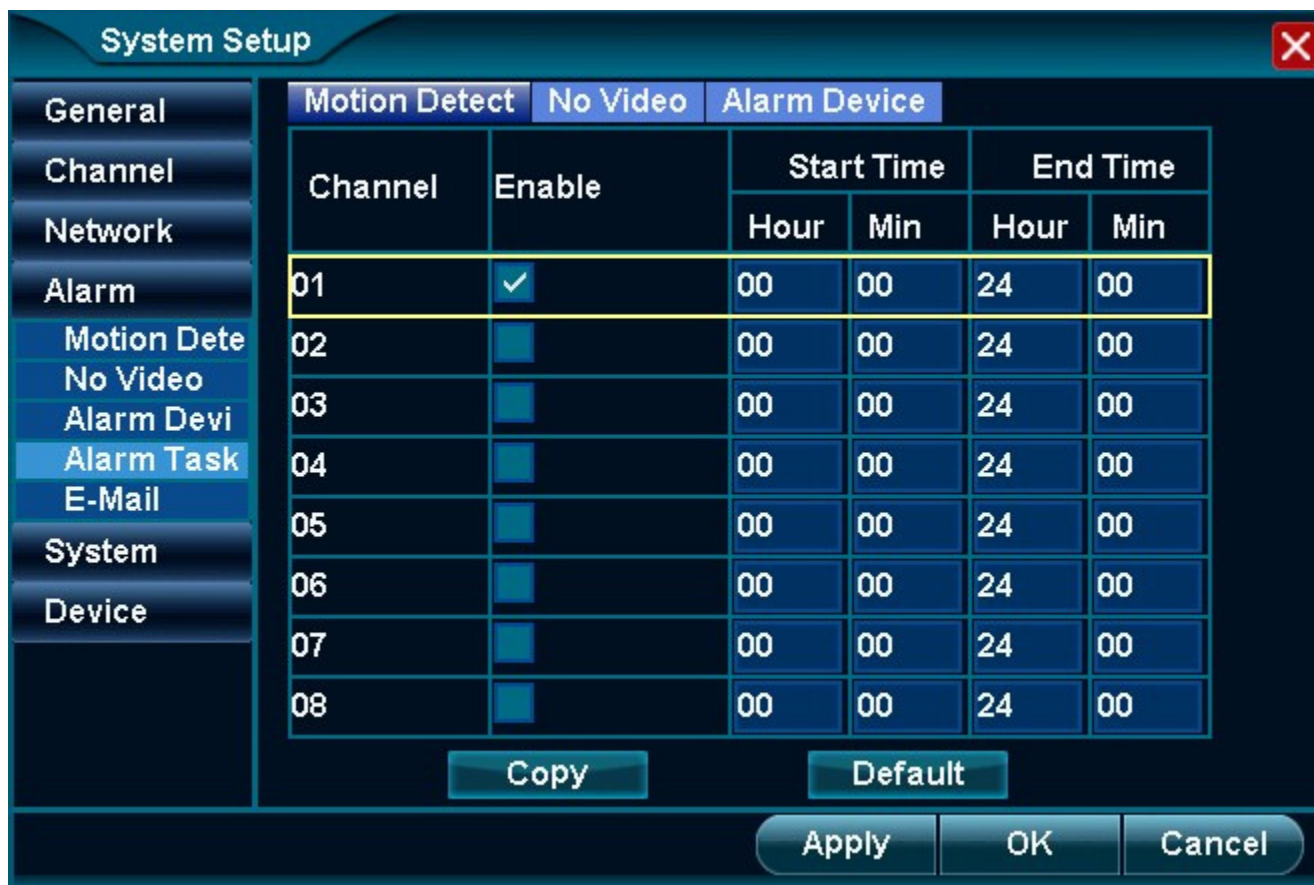 System Setup
General
Channel
Network
Alarm
Motion Dete
No Video
Alarm Devi
Alarm Task
E-Mail
System
Device
Motion Detect No Video Alarm Device
Channel Enable Start Time End Time
Hour Min Hour Min
01 00 00 24 00
02 00 00 24 00
03 00 00 24 00
04 00 00 24 00
05 00 00 24 00
06 00 00 24 00
07 00 00 24 00
08 00 00 24 00
Copy Default
Apply OK Cancel